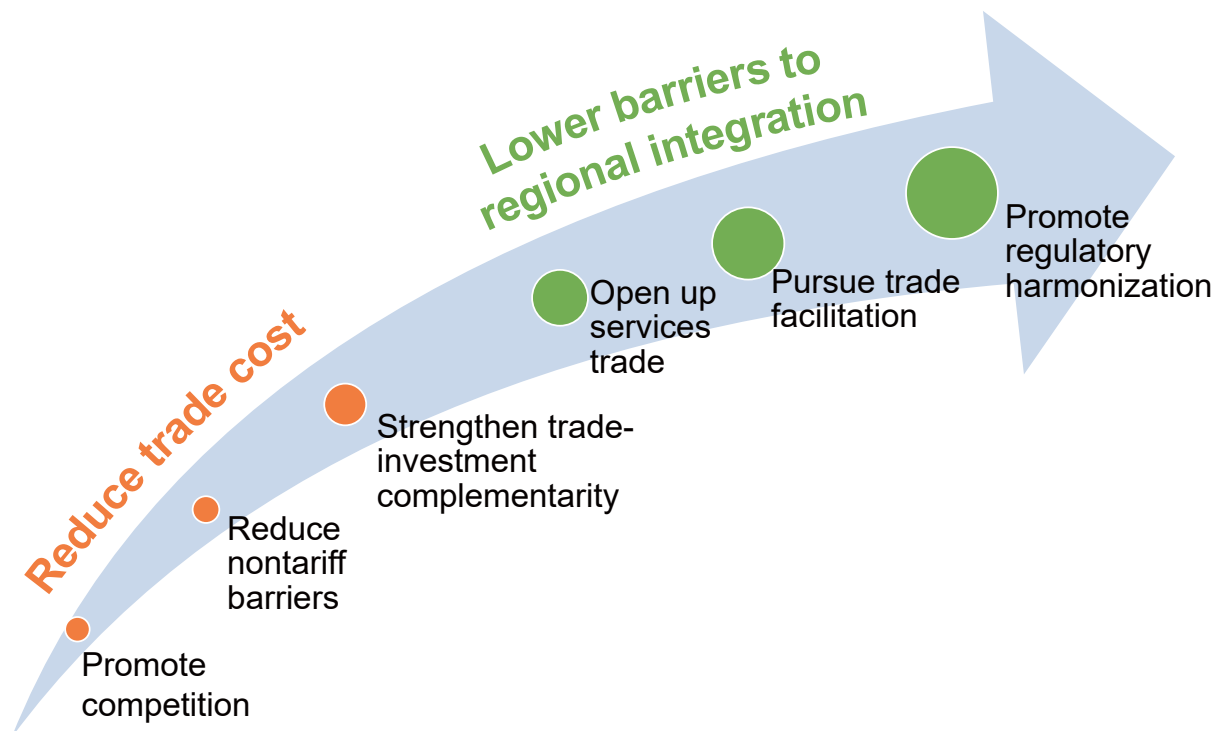 Lower barriers to
regional integration
Reduce trade cost
Promote
regulatory
harmonization
Pursue trade
facilitation
Open up
services
trade
Strengthen trade-
investment
complementarity
Reduce
nontariff
barriers
Promote
competition